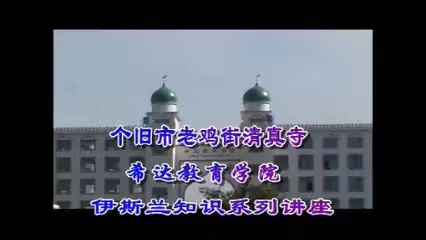 个旧市老鸡街清真寺
希达教育学院
伊斯兰知识系列讲座